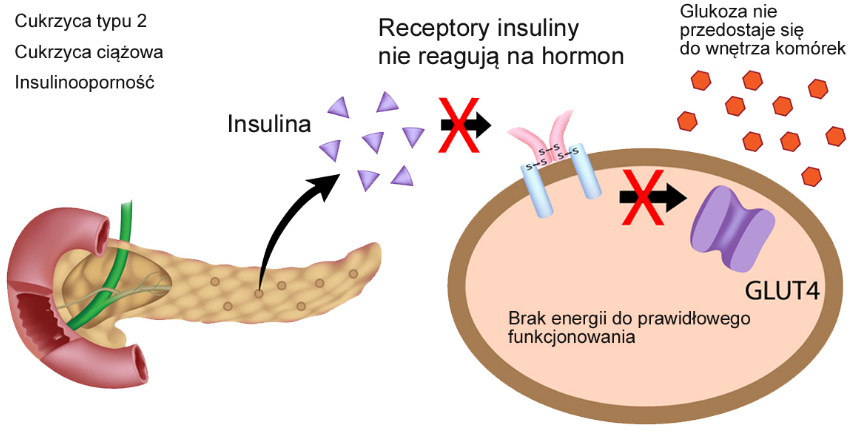 Cukrzyca typu 2
Cukrzyca ciążowa
Insulinooporność
Receptory insuliny
nie reagują na hormon
Glukoza nie
przedostaje się
do wnętrza komórek
Insulina
S-S
S-S
S-S
GLUT4
Brak energii do prawidłowego
funkcjonowania